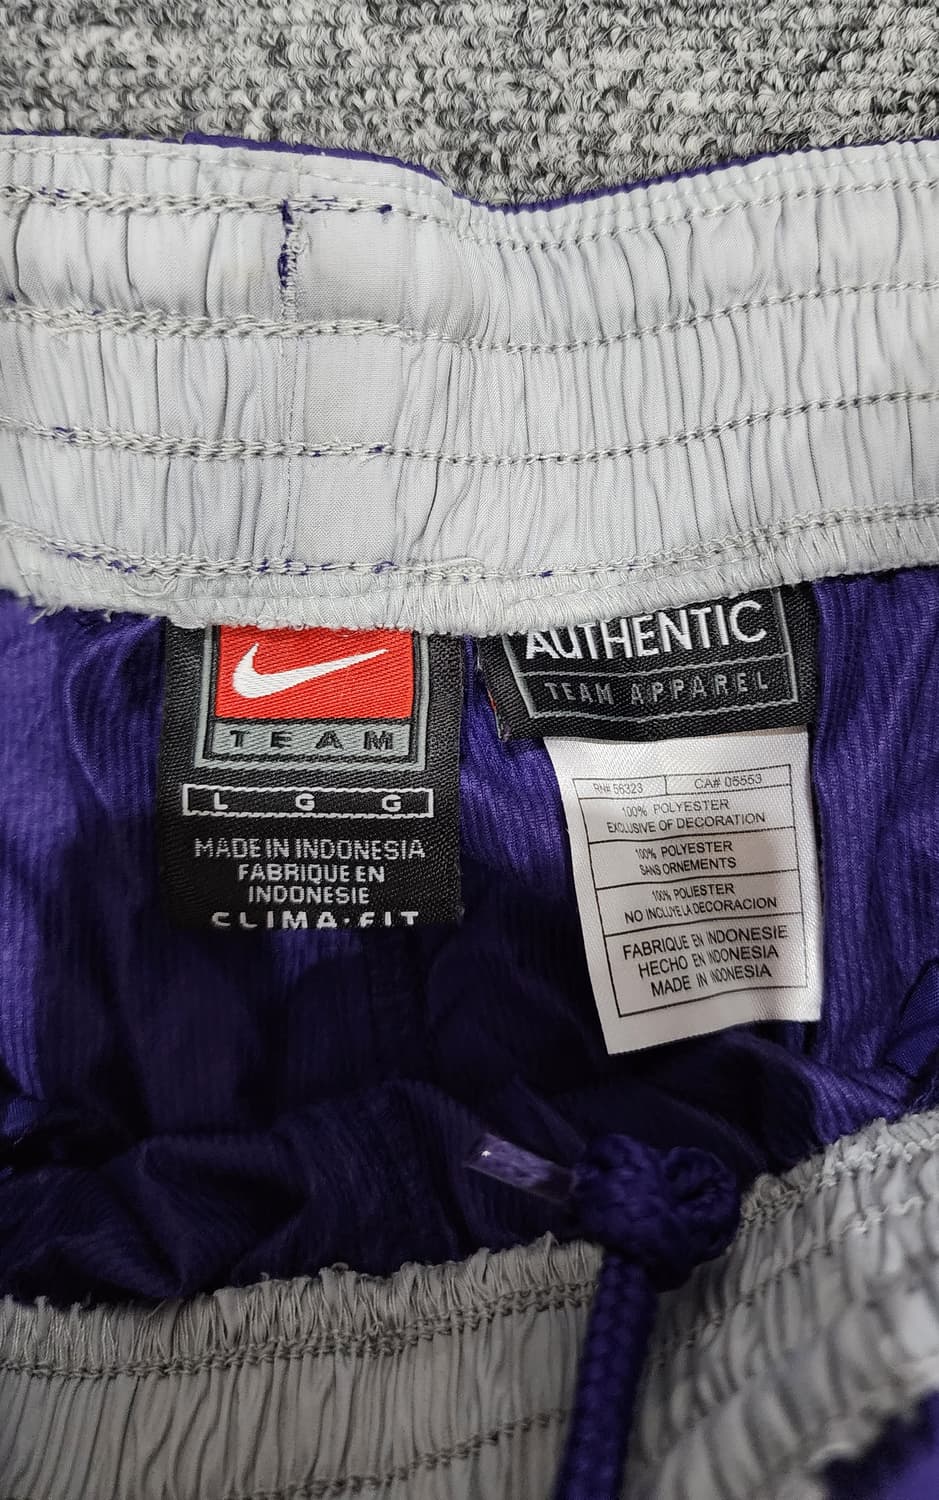 TEAM
L G G
MADE IN INDONESIA
FABRIQUE EN
INDONESIE
CLIMA·FIT
AUTHENTIC
TEAM APPAREL
RN# 56323 CA# 05553
100% POLYESTER
EXCLUSIVE OF DECORATION
100% POLYESTER
SANS ORNEMENTS
100% POLIESTER
NO INCLUYE LA DECORACION
FABRIQUE EN INDONESIE
HECHO EN INDONESIA
MADE IN INDONESIA